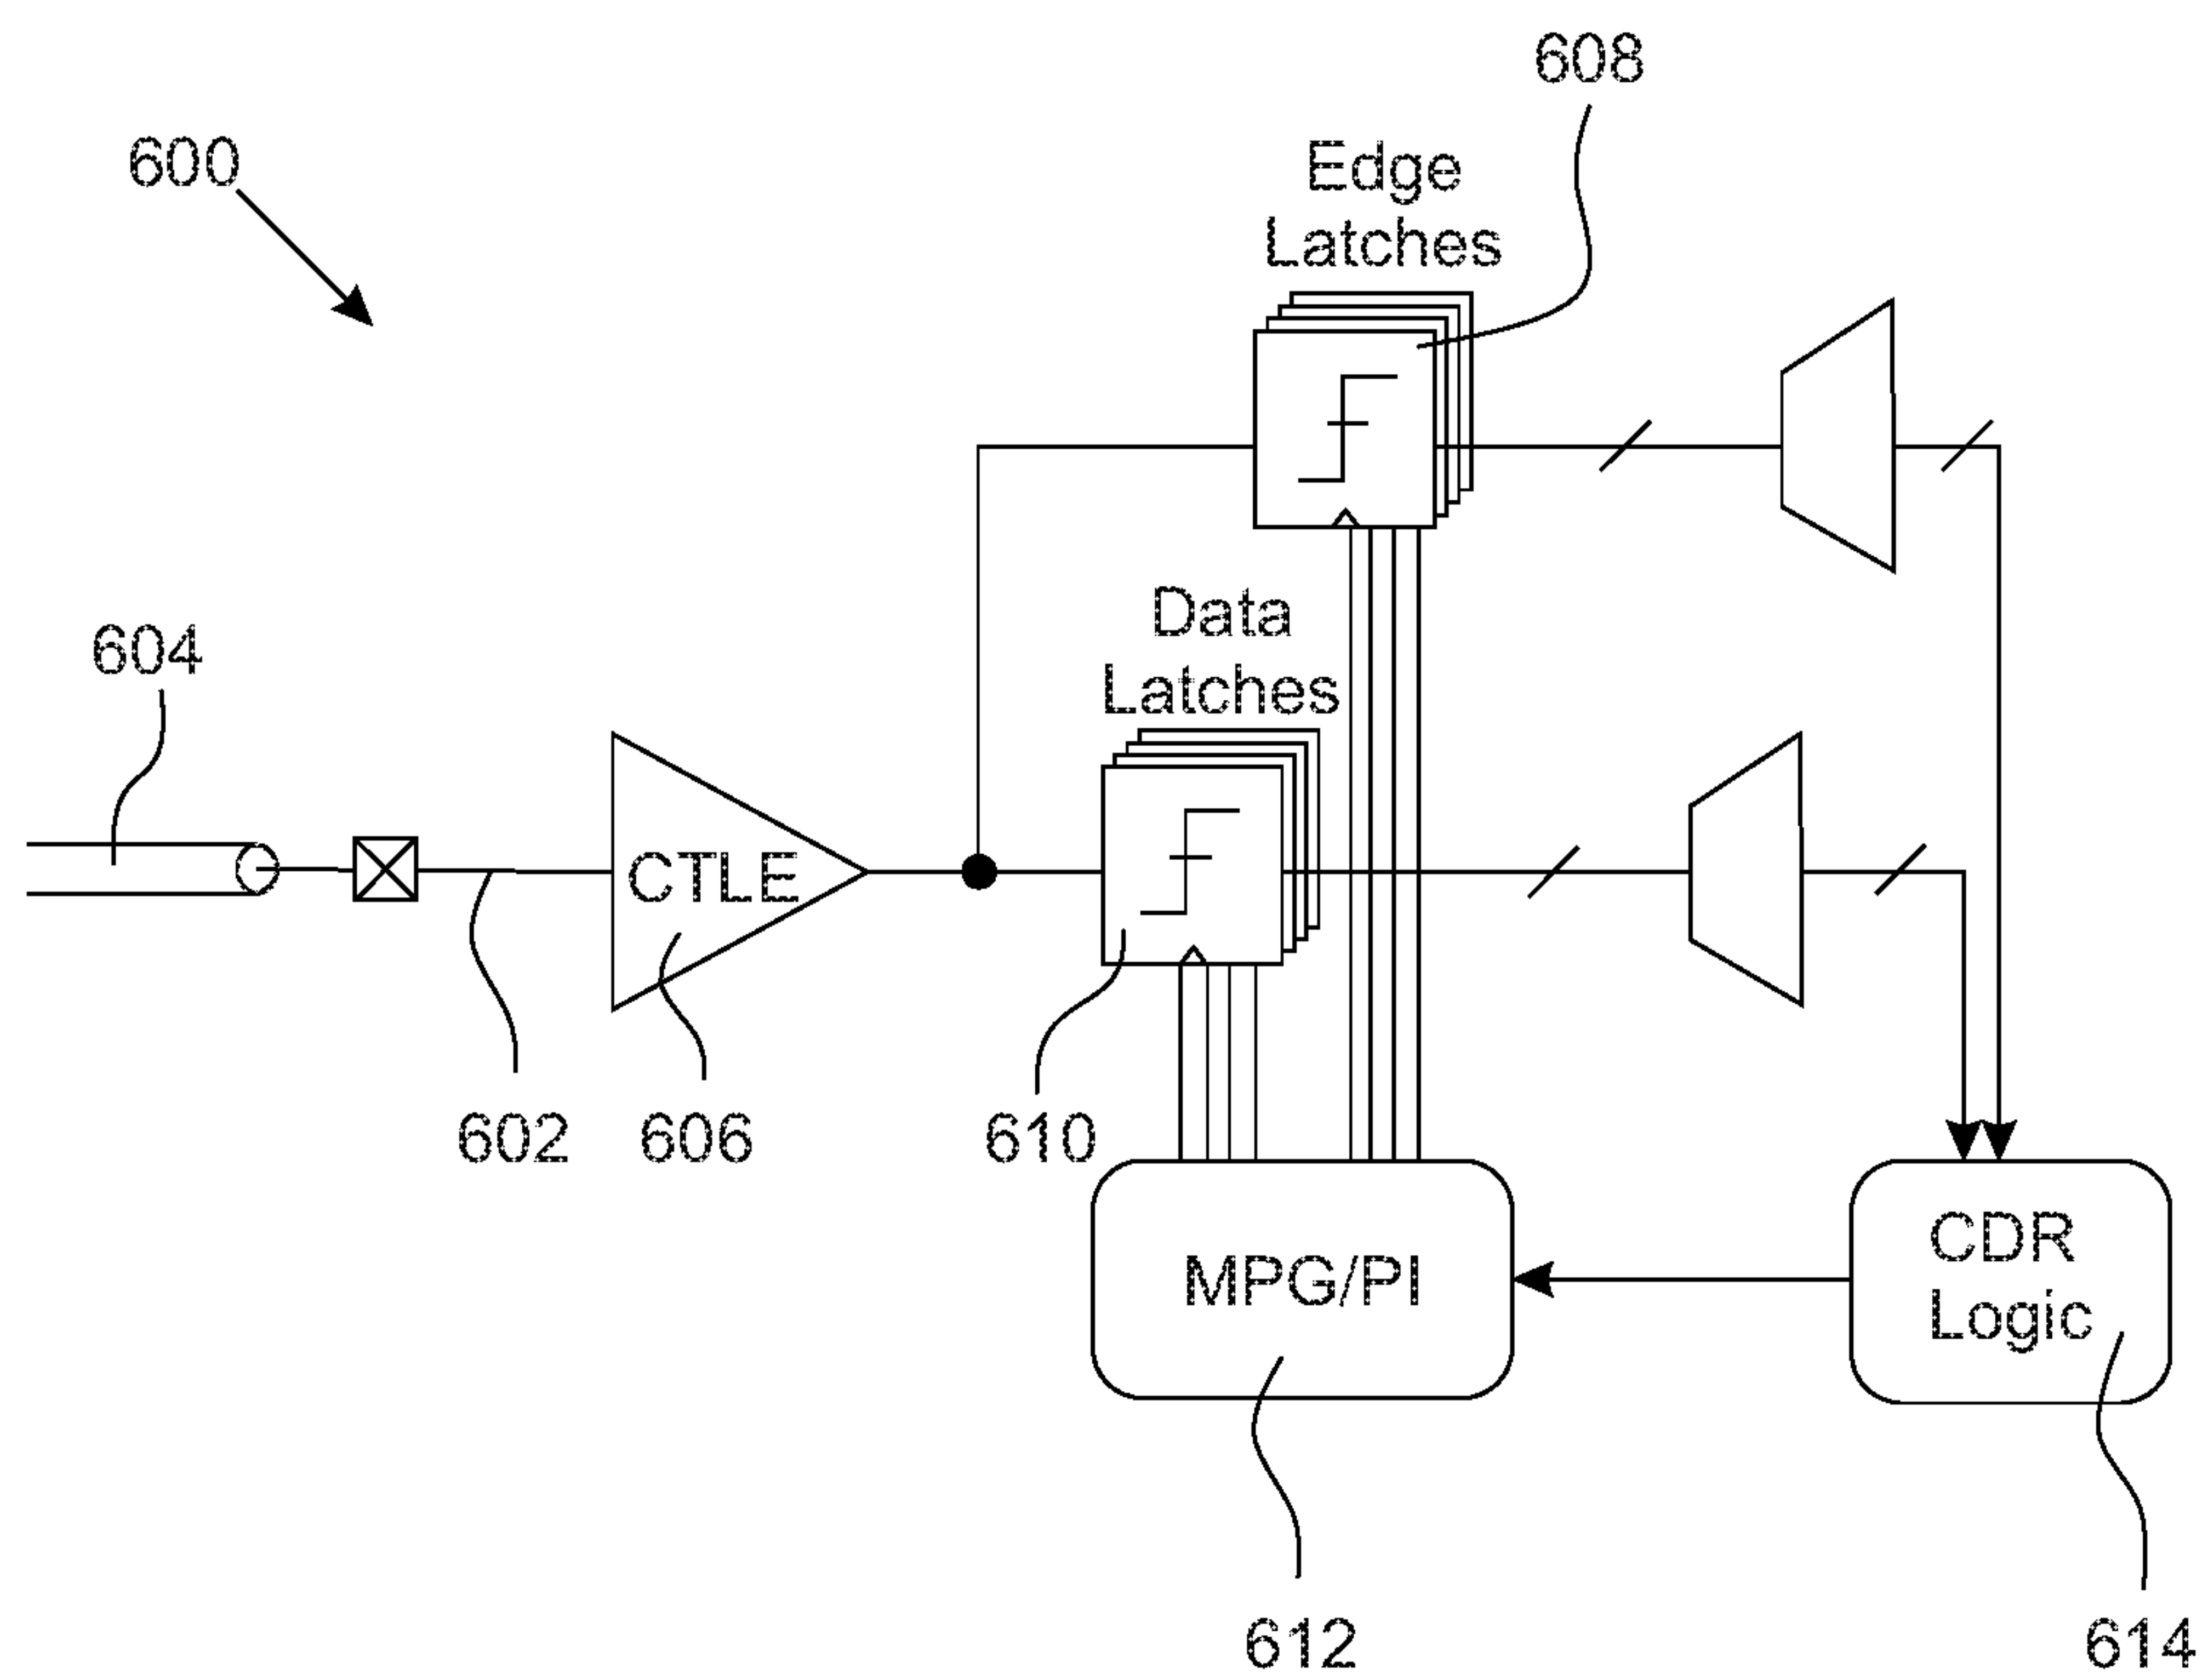 608
600
Edge
Latches
604
Data
Latches
CTLE
602
606
610
MPG/PI
CDR
Logic
612
614